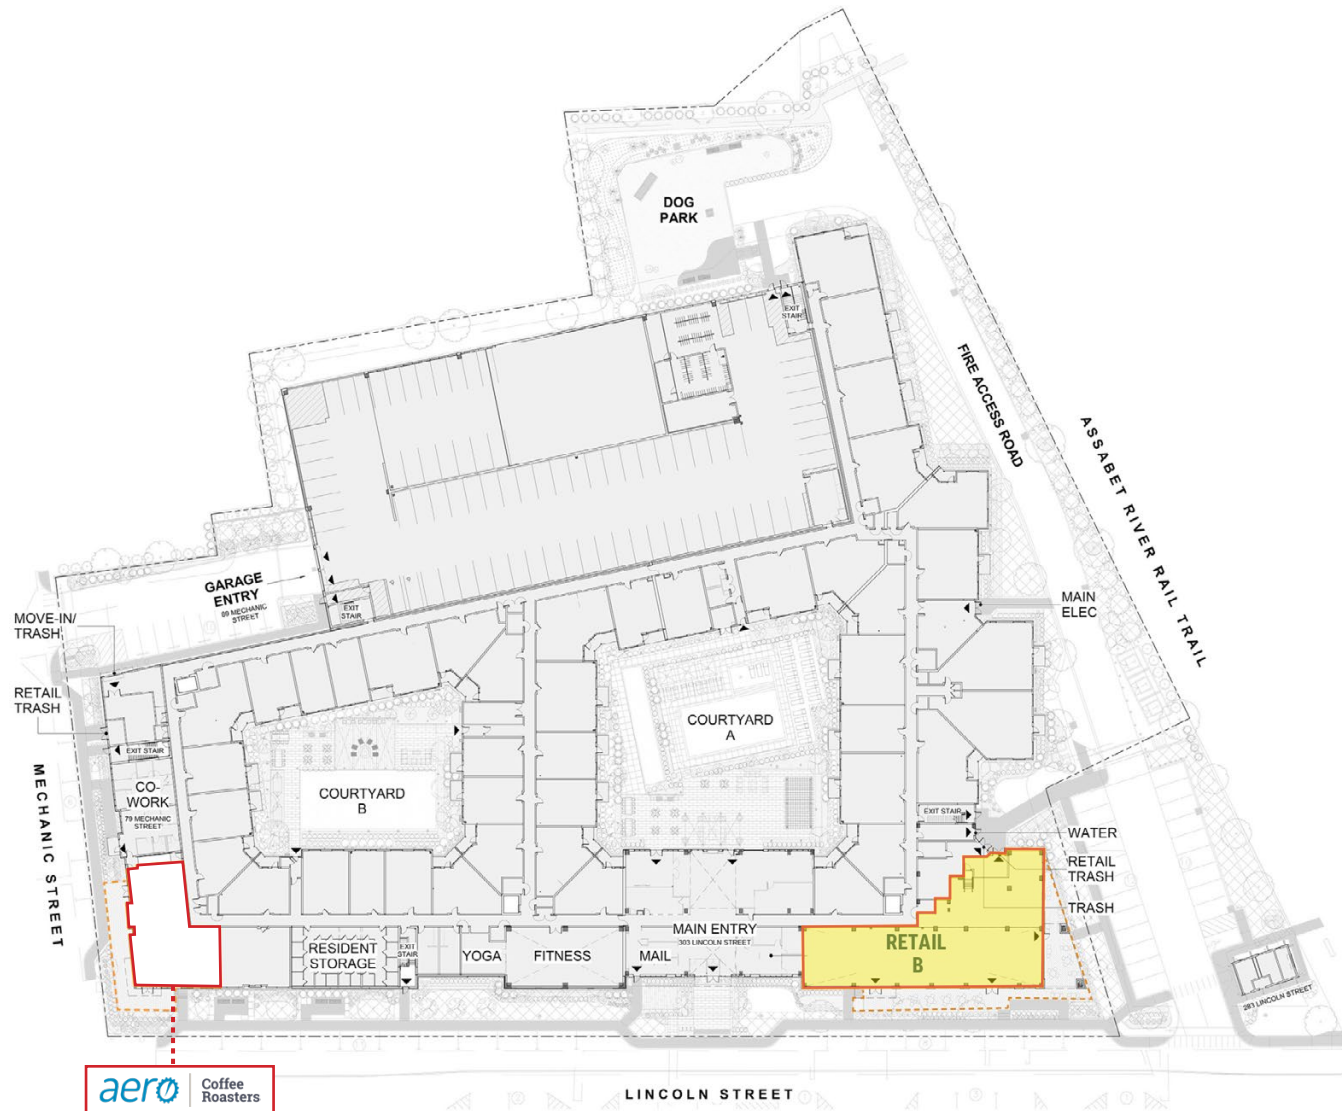 DOG
PARK
EXIT
STAIR
FIRE ACCESS ROAD
ASSABET RIVER RAIL TRAIL
GARAGE
ENTRY
69 MECHANIC
STREET
EXIT
STAIR
MAIN
ELEC
MOVE-IN/
TRASH
RETAIL
TRASH
EXIT STAIR
CO-
WORK
79 MECHANIC
STREET
MECHANIC STREET
COURTYARD
A
COURTYARD
B
EXIT STAIR
WATER
RETAIL
TRASH
TRASH
RESIDENT
STORAGE
EXIT
STAIR
YOGA
FITNESS
MAIL
MAIN ENTRY
303 LINCOLN STREET
RETAIL
B
283 LINCOLN STREET
aero
Coffee
Roasters
LINCOLN STREET